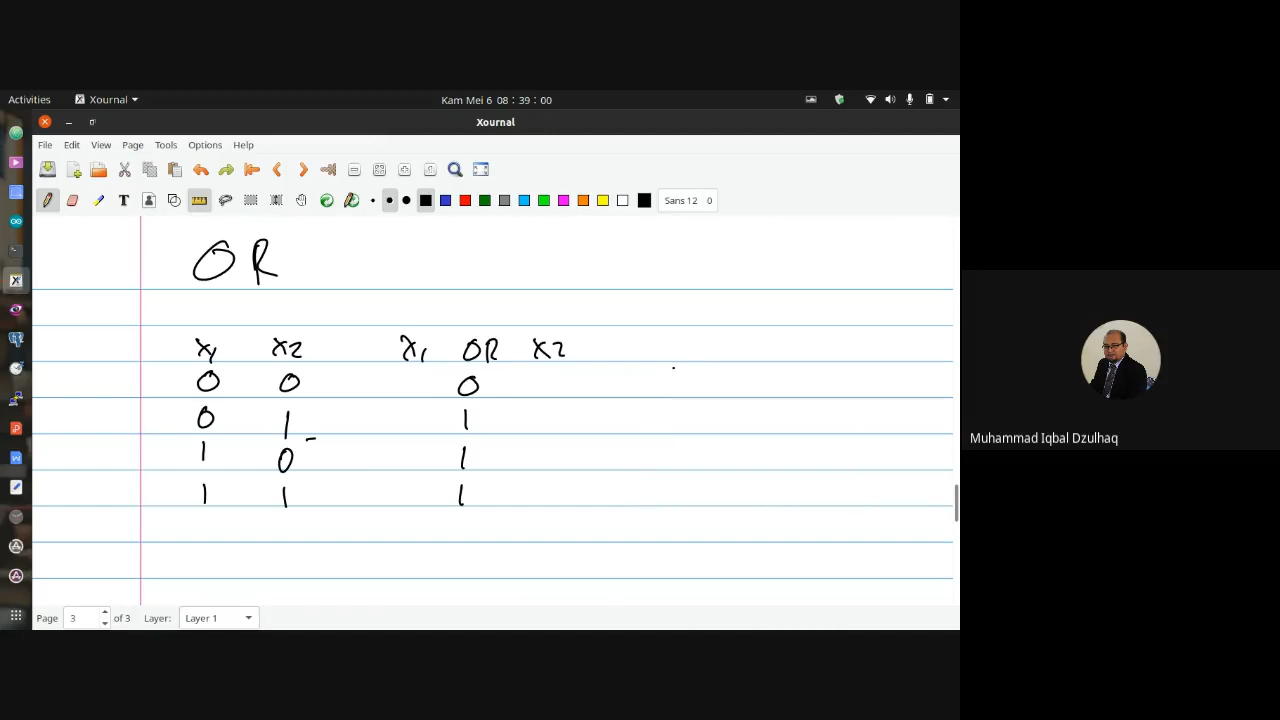 Activities Xournal Kam Mei 6 08:39:00
Xournal
File Edit View Page Tools Options Help
T Sans 12 0
OR
x1 x2 x1 OR x2
0 0 0
0 1 1
1 0 1
1 1 1
Muhammad Iqbal Dzulhaq
Page 3 of 3 Layer: Layer 1